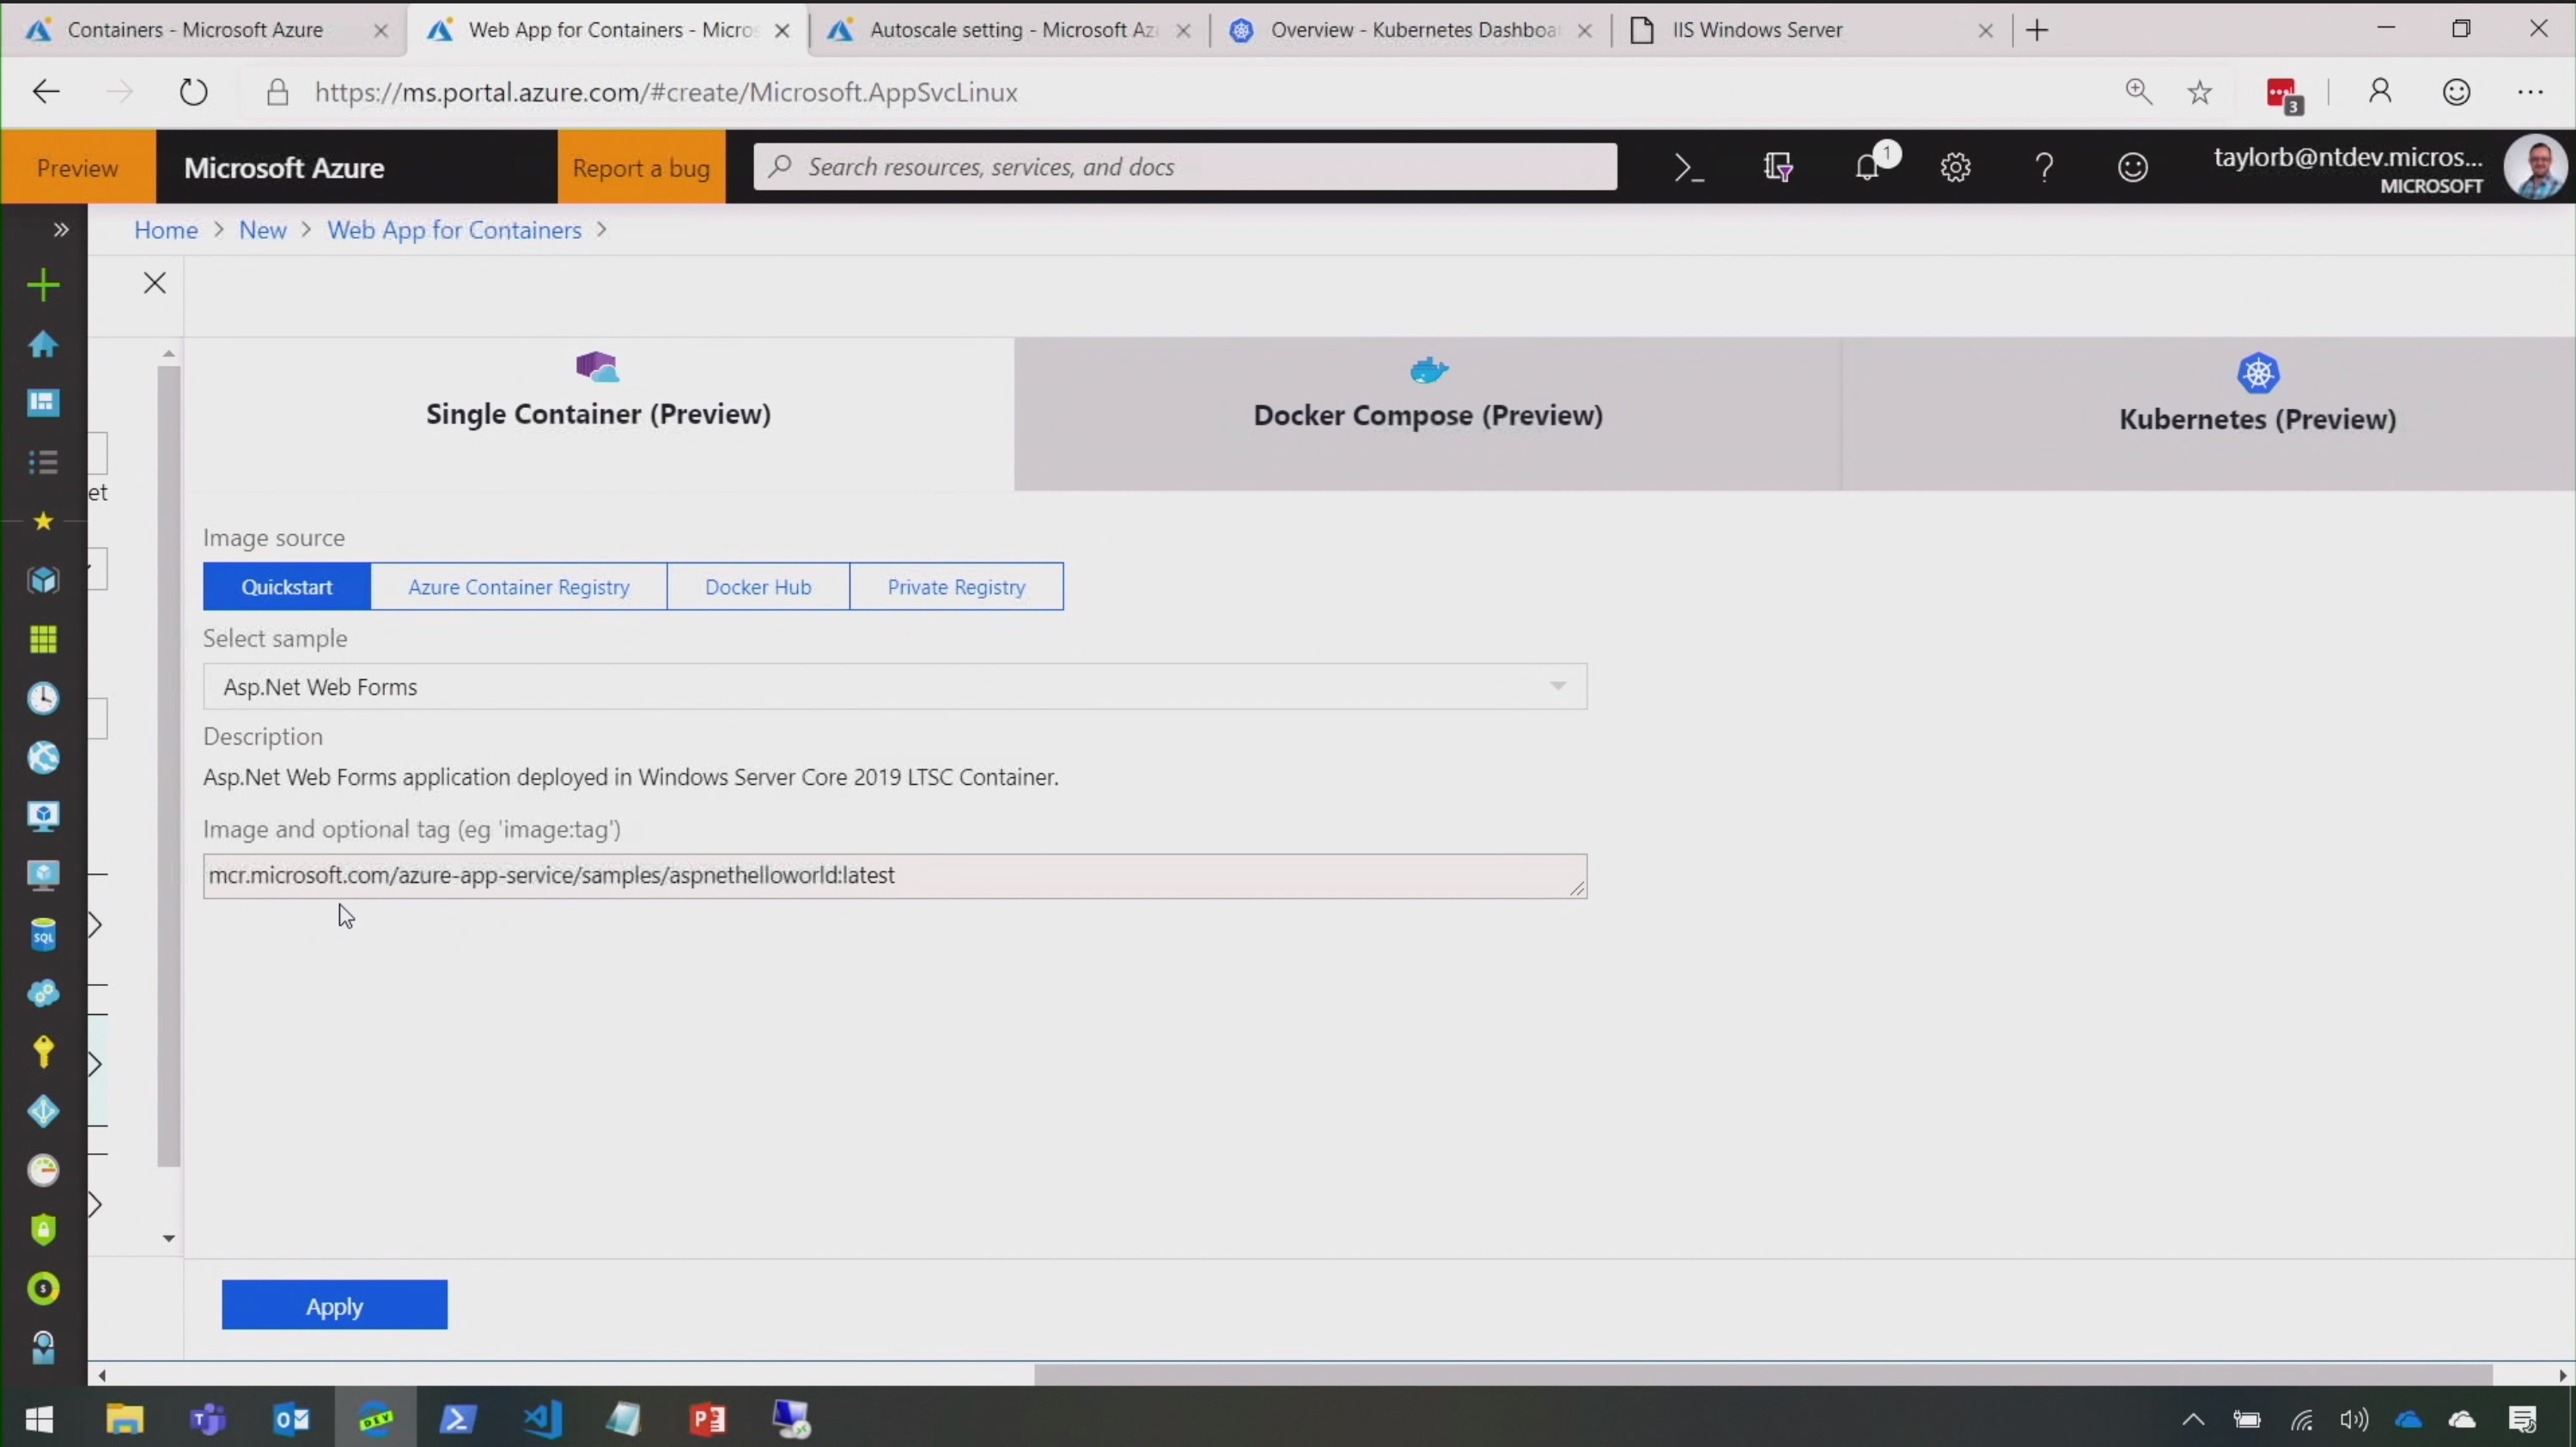 Containers - Microsoft Azure
Web App for Containers - Micros
Autoscale setting - Microsoft Az
Overview - Kubernetes Dashboa
IIS Windows Server
https://ms.portal.azure.com/#create/Microsoft.AppSvcLinux
3
Preview
Microsoft Azure
Report a bug
Search resources, services, and docs
1
taylorb@ntdev.micros...
MICROSOFT
Home > New > Web App for Containers >
et
Single Container (Preview)
Docker Compose (Preview)
Kubernetes (Preview)
Image source
Quickstart
Azure Container Registry
Docker Hub
Private Registry
Select sample
Asp.Net Web Forms
Description
Asp.Net Web Forms application deployed in Windows Server Core 2019 LTSC Container.
Image and optional tag (eg 'image:tag')
mcr.microsoft.com/azure-app-service/samples/aspnethelloworld:latest
SQL
Apply
DEV